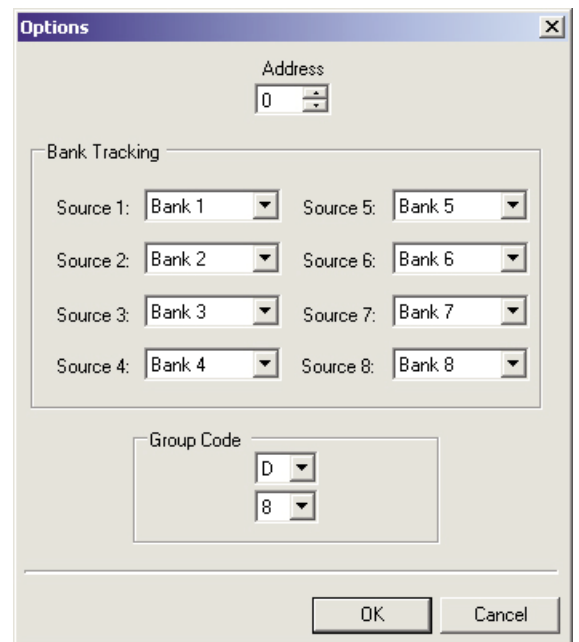 Options
Address
0
Bank Tracking
Source 1: Bank 1 Source 5: Bank 5
Source 2: Bank 2 Source 6: Bank 6
Source 3: Bank 3 Source 7: Bank 7
Source 4: Bank 4 Source 8: Bank 8
Group Code
D
8
OK Cancel